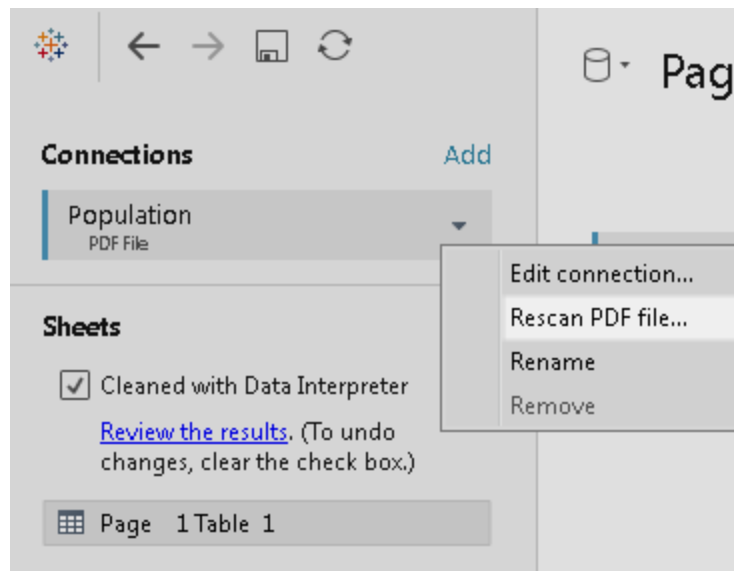 Pag
Connections
Add
Population
PDF File
Edit connection...
Rescan PDF file...
Rename
Remove
Sheets
Cleaned with Data Interpreter
Review the results. (To undo
changes, clear the check box.)
Page 1 Table 1